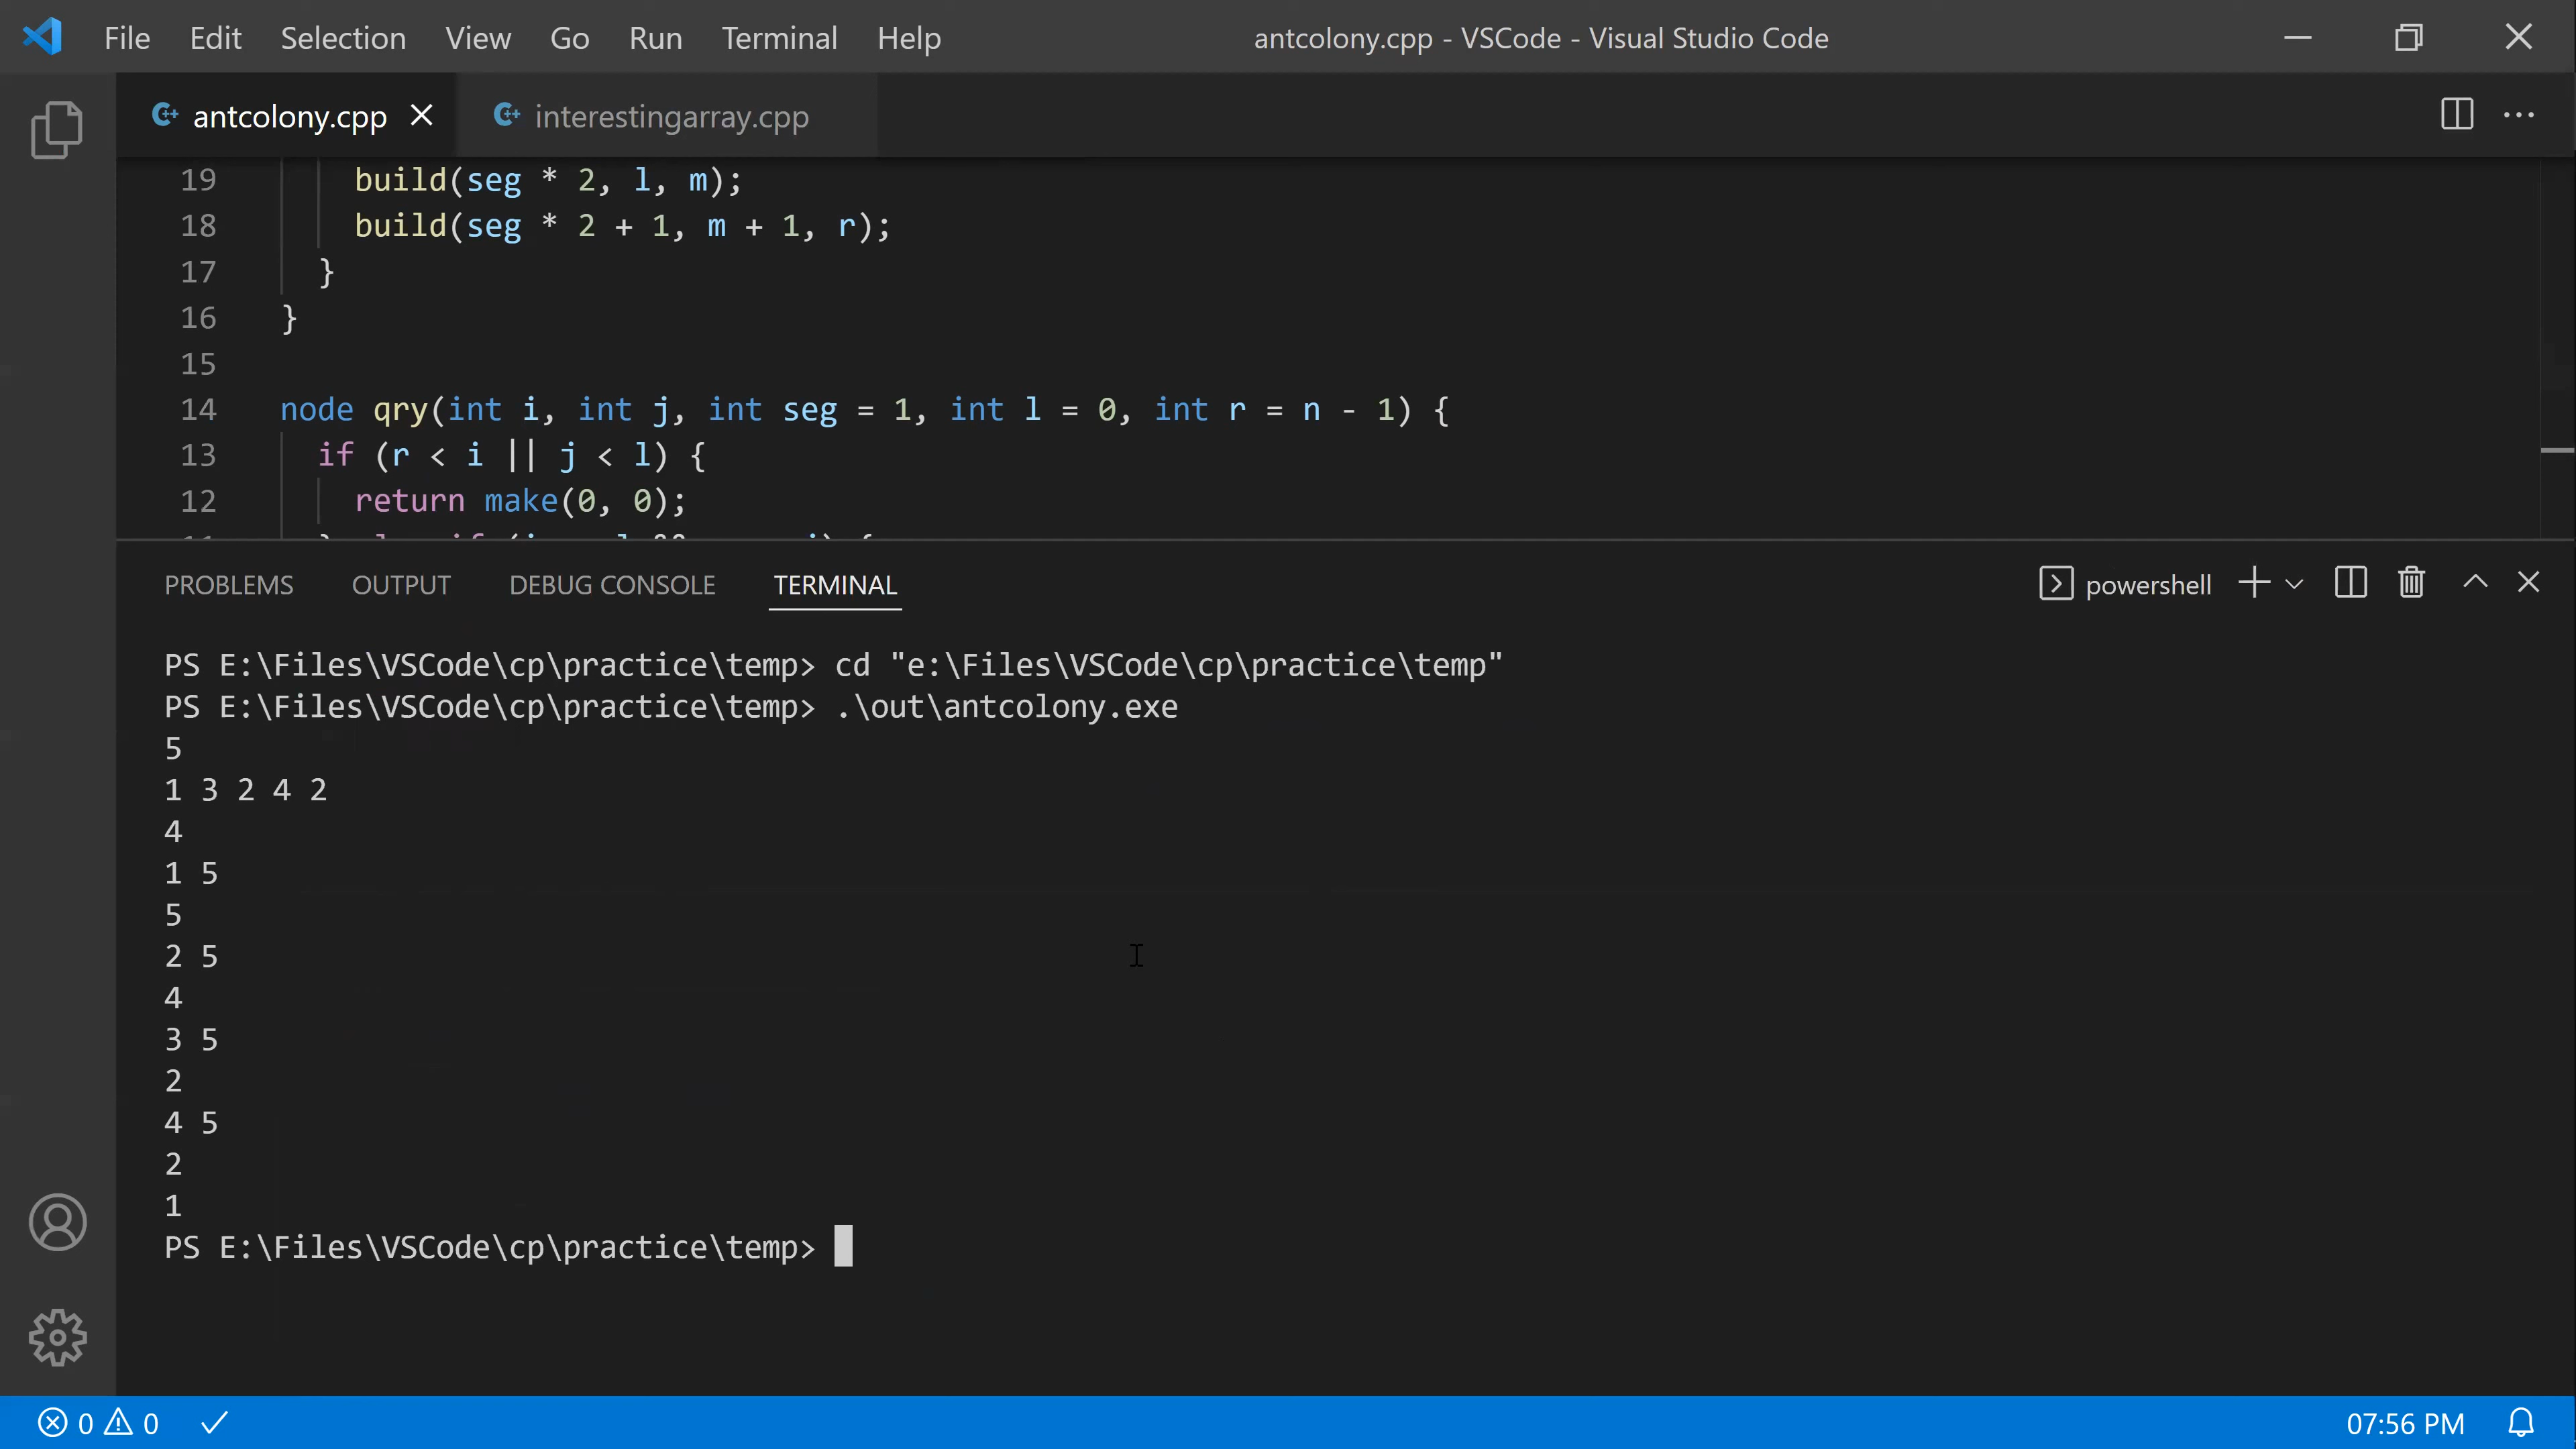 File Edit Selection View Go Run Terminal Help antcolony.cpp - VSCode - Visual Studio Code
antcolony.cpp interestingarray.cpp
19 build(seg * 2, l, m);
18 build(seg * 2 + 1, m + 1, r);
17 }
16 }
15
14 node qry(int i, int j, int seg = 1, int l = 0, int r = n - 1) {
13 if (r < i || j < l) {
12 return make(0, 0);
PROBLEMS OUTPUT DEBUG CONSOLE TERMINAL powershell
PS E:\Files\VSCode\cp\practice\temp> cd "e:\Files\VSCode\cp\practice\temp"
PS E:\Files\VSCode\cp\practice\temp> .\out\antcolony.exe
5
1 3 2 4 2
4
1 5
5
2 5
4
3 5
2
4 5
2
1
PS E:\Files\VSCode\cp\practice\temp>
0 0 07:56 PM